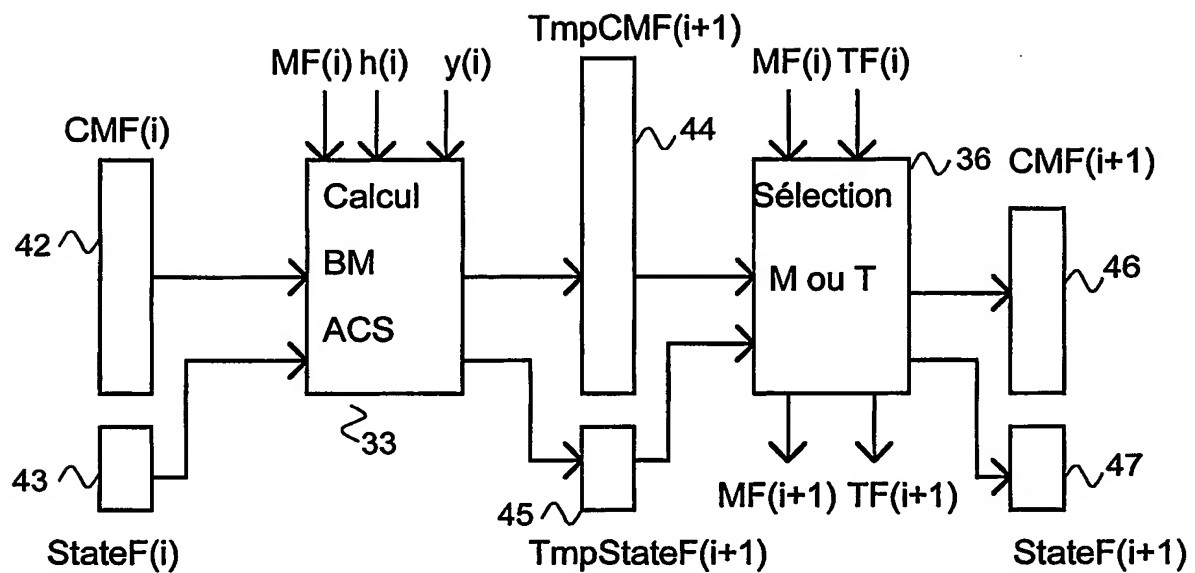 TmpCMF(i+1)
MF(i) h(i) y(i)
MF(i) TF(i)
CMF(i)
44
36
CMF(i+1)
Calcul
Sélection
42
BM
M ou T
46
ACS
33
43
45
MF(i+1) TF(i+1)
47
StateF(i)
TmpStateF(i+1)
StateF(i+1)